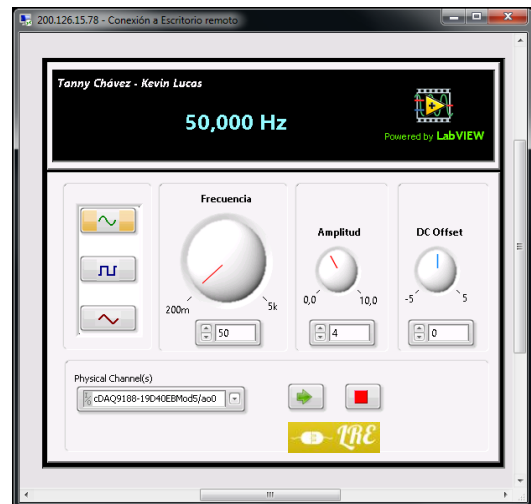 200.126.15.78 - Conexión a Escritorio remoto
Tanny Chávez - Kevin Lucas
50,000 Hz
Powered by LabVIEW
Frecuencia
200m 5k
50
Amplitud
0,0 10,0
4
DC Offset
-5 5
0
Physical Channel(s)
I/O cDAQ9188-19D40EBMod5/ao0
LRE